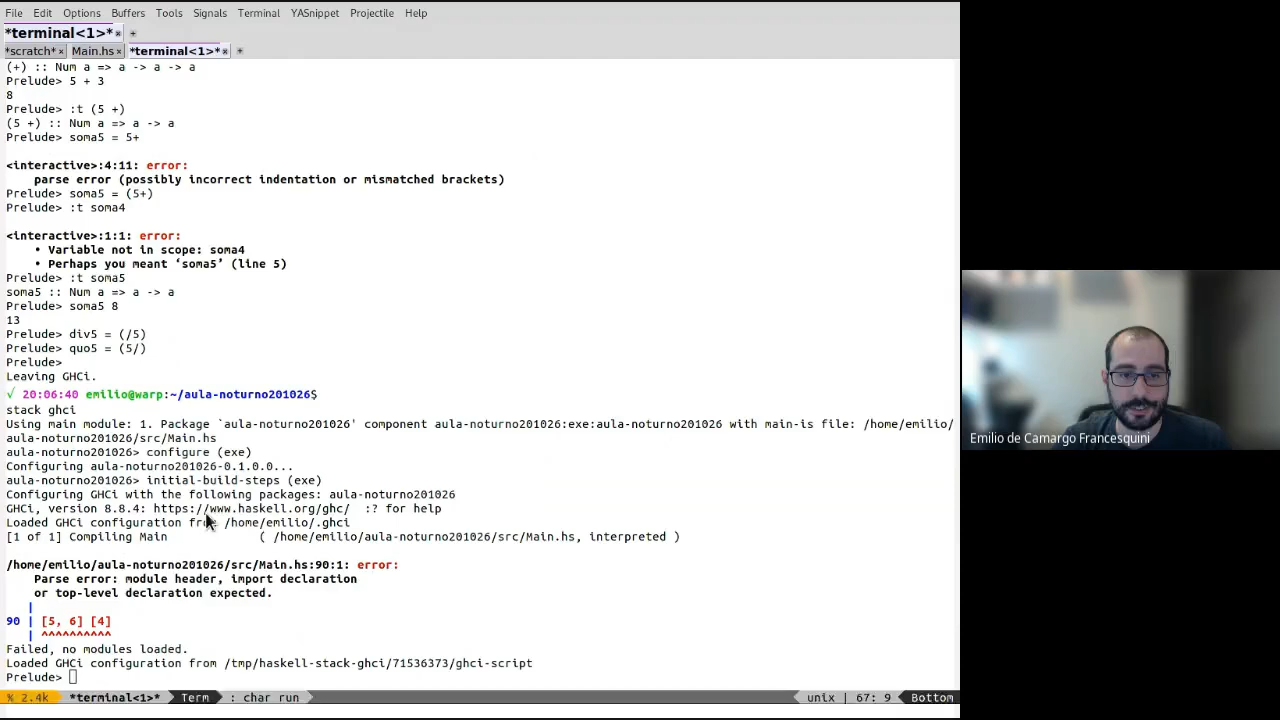 File Edit Options Buffers Tools Signals Terminal YASnippet Projectile Help
*terminal<1>*
*scratch* Main.hs *terminal<1>*
(+) :: Num a => a -> a -> a
Prelude> 5 + 3
8
Prelude> :t (5 +)
(5 +) :: Num a => a -> a
Prelude> soma5 = 5+
<interactive>:4:11: error:
parse error (possibly incorrect indentation or mismatched brackets)
Prelude> soma5 = (5+)
Prelude> :t soma4
<interactive>:1:1: error:
• Variable not in scope: soma4
• Perhaps you meant ‘soma5’ (line 5)
Prelude> :t soma5
soma5 :: Num a => a -> a
Prelude> soma5 8
13
Prelude> div5 = (/5)
Prelude> quo5 = (5/)
Prelude>
Leaving GHCi.
√ 20:06:40 emilio@warp:~/aula-noturno201026$
stack ghci
Using main module: 1. Package `aula-noturno201026' component aula-noturno201026:exe:aula-noturno201026 with main-is file: /home/emilio/
aula-noturno201026/src/Main.hs
aula-noturno201026> configure (exe)
Configuring aula-noturno201026-0.1.0.0...
aula-noturno201026> initial-build-steps (exe)
Configuring GHCi with the following packages: aula-noturno201026
GHCi, version 8.8.4: https://www.haskell.org/ghc/ :? for help
Loaded GHCi configuration from /home/emilio/.ghci
[1 of 1] Compiling Main ( /home/emilio/aula-noturno201026/src/Main.hs, interpreted )
/home/emilio/aula-noturno201026/src/Main.hs:90:1: error:
Parse error: module header, import declaration
or top-level declaration expected.
|
90 | [5, 6] [4]
| ^^^^^^^^^^
Failed, no modules loaded.
Loaded GHCi configuration from /tmp/haskell-stack-ghci/71536373/ghci-script
Prelude>
% 2.4k *terminal<1>* Term : char run unix | 67: 9 Bottom
Emilio de Camargo Francesquini